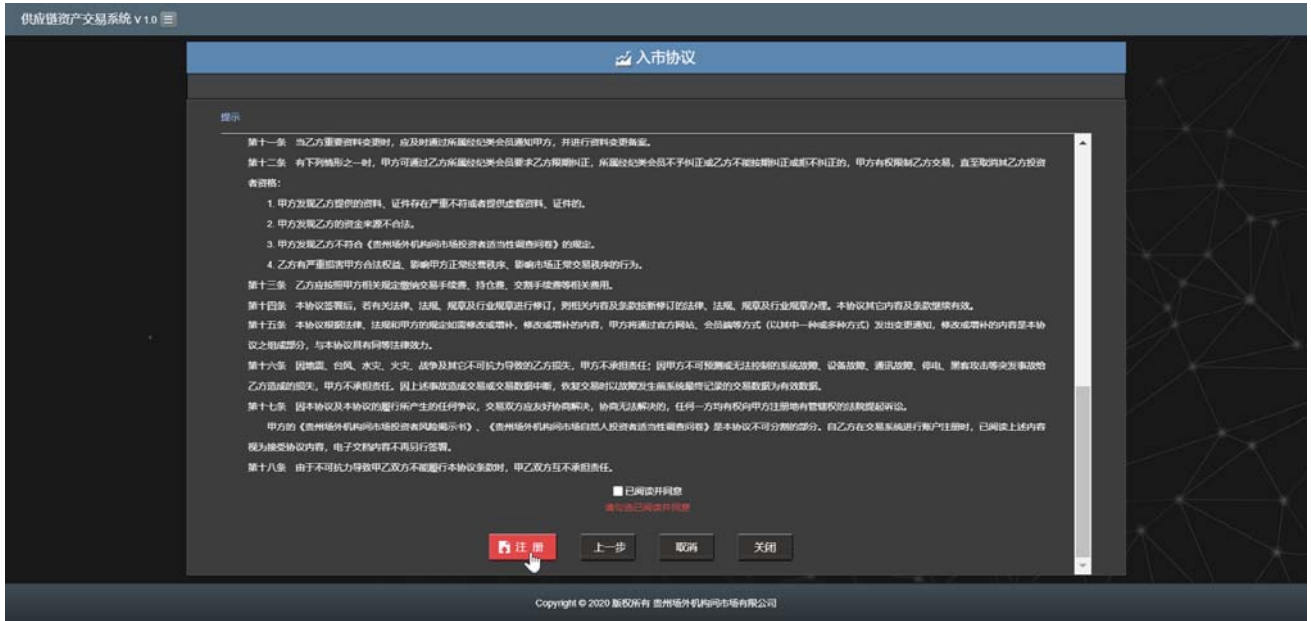 供应链资产交易系统 V 1.0
入市协议
提示
第十一条 当乙方重要资料变更时，应及时通过所属经纪类会员通知甲方，并进行资料变更备案。
第十二条 有下列情形之一时，甲方可通过乙方所属经纪类会员要求乙方限期纠正，所属经纪类会员不予纠正或乙方不能按期纠正或拒不纠正的，甲方有权限制乙方交易，直至取消其乙方投资
者资格：
1. 甲方发现乙方提供的资料、证件存在严重不符或者提供虚假资料、证件的。
2. 甲方发现乙方的资金来源不合法。
3. 甲方发现乙方不符合《贵州场外机构间市场投资者适当性调查问卷》的规定。
4. 乙方有严重损害甲方合法权益、影响甲方正常经营秩序、影响市场正常交易秩序的行为。
第十三条 乙方应按照甲方相关规定缴纳交易手续费、持仓费、交割手续费等相关费用。
第十四条 本协议签署后，若有关法律、法规、规章及行业规章进行修订，则相关内容及条款按新修订的法律、法规、规章及行业规章办理。本协议其它内容及条款继续有效。
第十五条 本协议根据法律、法规和甲方的规定如需修改或增补，修改或增补的内容，甲方将通过官方网站、会员端等方式（以其中一种或多种方式）发出变更通知，修改或增补的内容是本协
议之组成部分，与本协议具有同等法律效力。
第十六条 因地震、台风、水灾、火灾、战争及其它不可抗力导致的乙方损失，甲方不承担责任；因甲方不可预测或无法控制的系统故障、设备故障、通讯故障、停电、黑客攻击等突发事故给
乙方造成的损失，甲方不承担责任。因上述事故造成交易或交易数据中断，恢复交易时以故障发生前系统最终记录的交易数据为有效数据。
第十七条 因本协议及本协议的履行所产生的任何争议，交易双方应友好协商解决，协商无法解决的，任何一方均有权向甲方注册地有管辖权的法院提起诉讼。
甲方的《贵州场外机构间市场投资者风险揭示书》、《贵州场外机构间市场自然人投资者适当性调查问卷》是本协议不可分割的部分。自乙方在交易系统进行账户注册时，已阅读上述内容
视为接受协议内容，电子文档内容不再另行签署。
第十八条 由于不可抗力导致甲乙双方不能履行本协议条款时，甲乙双方互不承担责任。
已阅读并同意
请勾选已阅读并同意
注 册 上一步 取消 关闭
Copyright © 2020 版权所有 贵州场外机构间市场有限公司